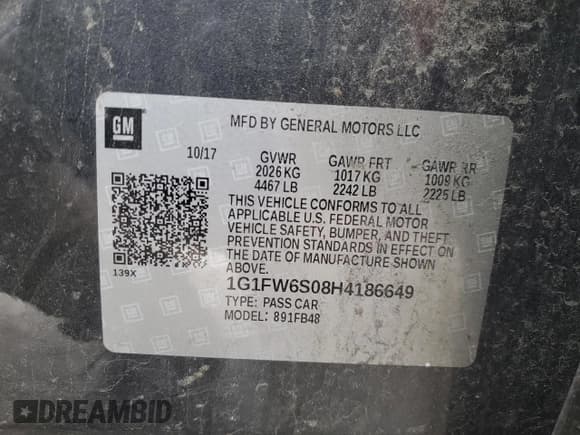 GM
MFD BY GENERAL MOTORS LLC
10/17 GVWR GAWR FRT GAWR RR
2026 KG 1017 KG 1009 KG
4467 LB 2242 LB 2225 LB
THIS VEHICLE CONFORMS TO ALL
APPLICABLE U.S. FEDERAL MOTOR
VEHICLE SAFETY, BUMPER, AND THEFT
PREVENTION STANDARDS IN EFFECT ON
THE DATE OF MANUFACTURE SHOWN
ABOVE.
139X
1G1FW6S08H4186649
TYPE: PASS CAR
MODEL: 891FB48
DREAMBID